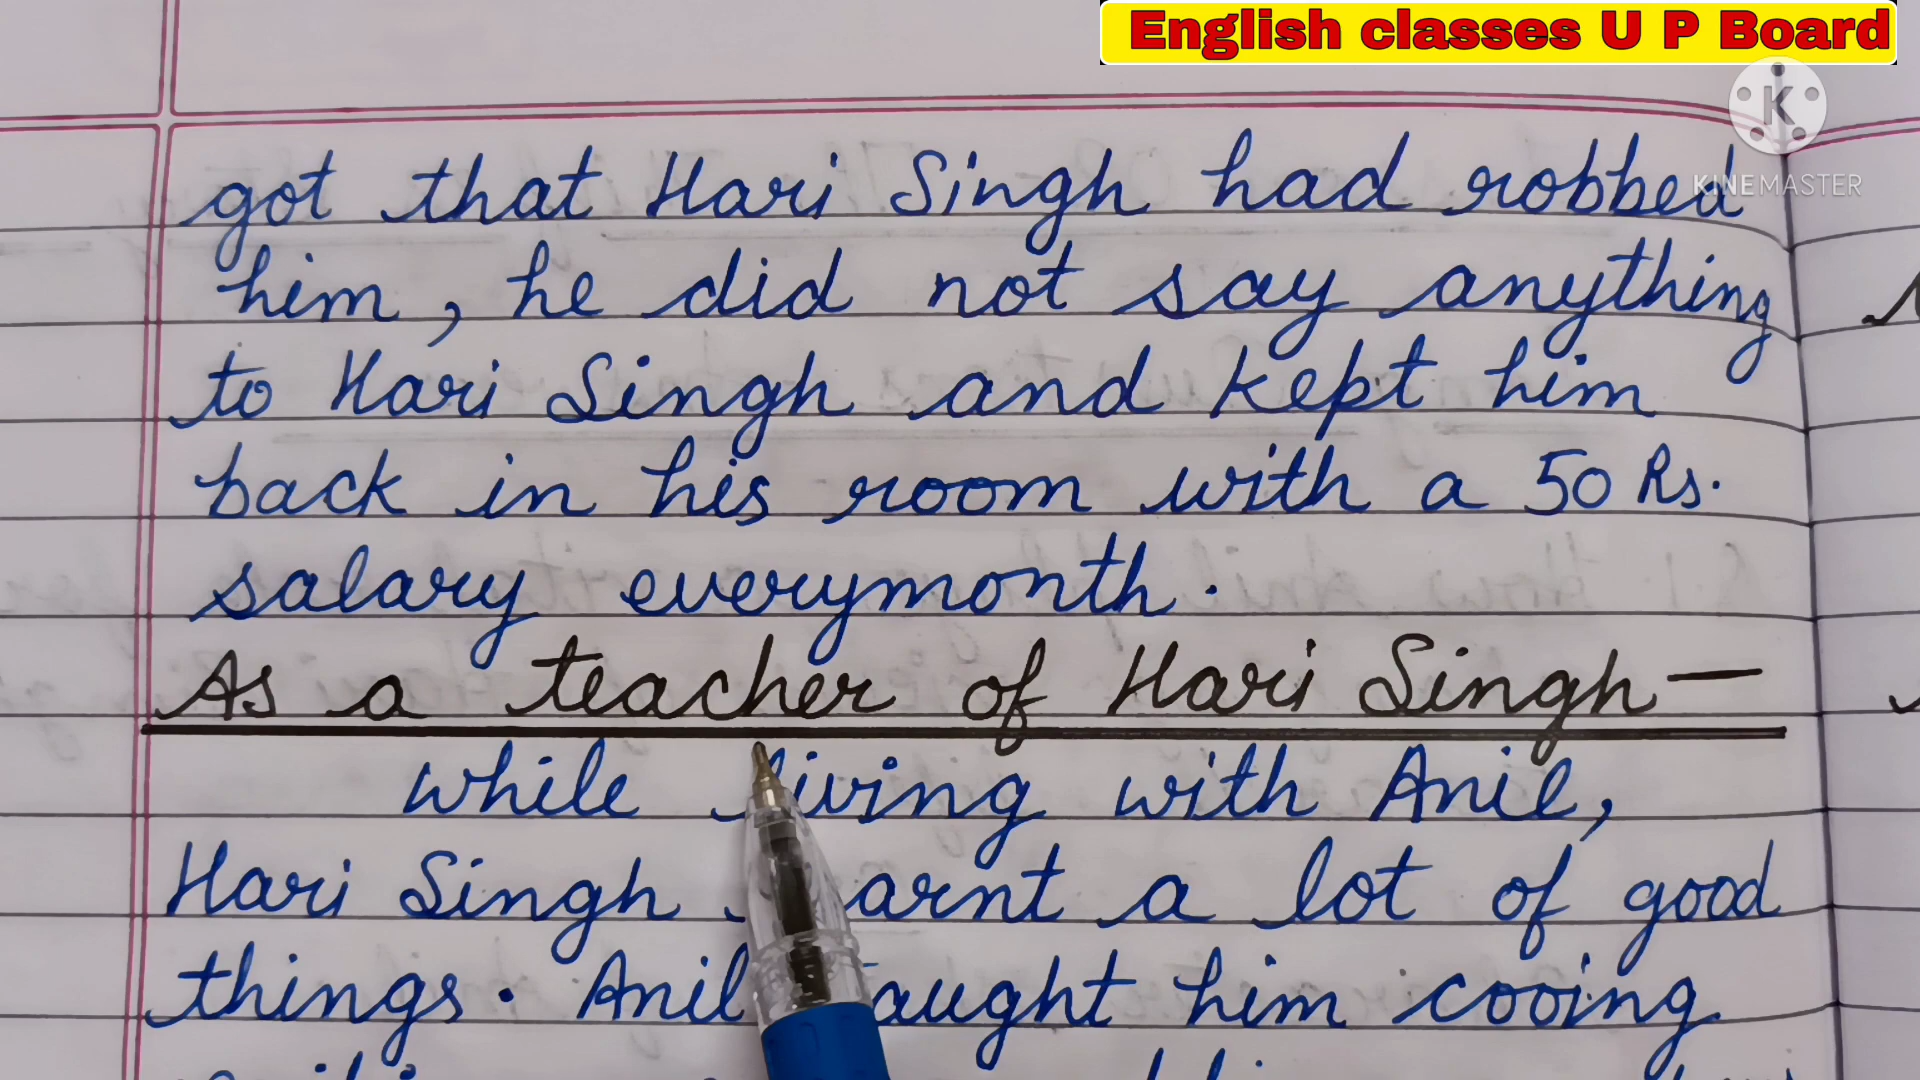 English classes U P Board
K
KINEMASTER
got that Hari Singh had robbed
him, he did not say anything
to Hari Singh and kept him
back in his room with a 50 Rs.
salary everymonth.
As a teacher of Hari Singh—
while living with Anil,
Hari Singh learnt a lot of good
things. Anil taught him cooing